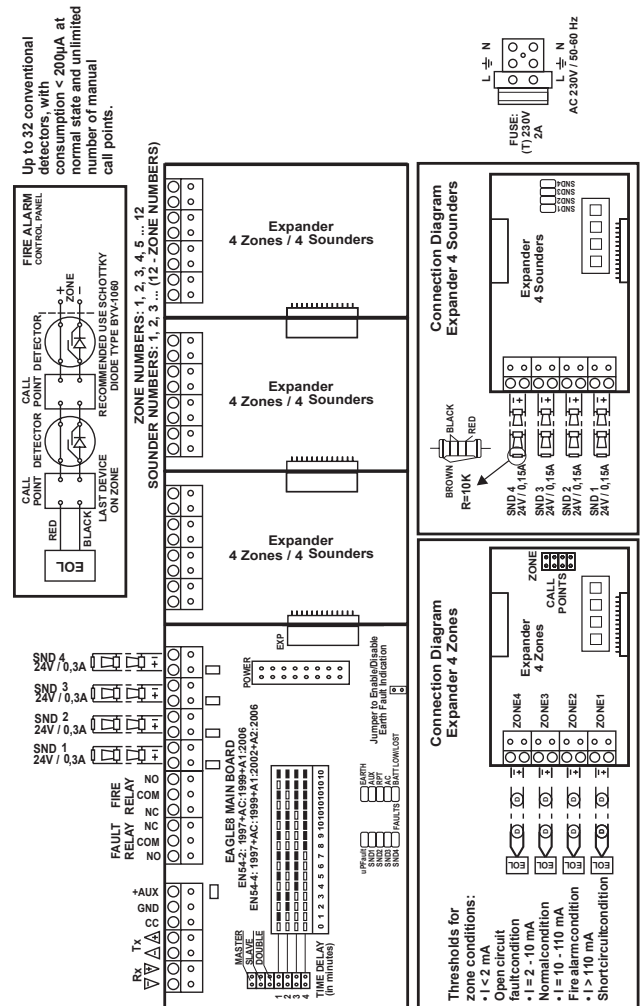 Up to 32 conventional
detectors, with
consumption < 200µA at
normal state and unlimited
number of manual
call points.
FIRE ALARM
CONTROL PANEL
+
ZONE
–
CALL
POINT
DETECTOR
CALL
POINT
DETECTOR
RED
BLACK
EOL
LAST DEVICE
ON ZONE
RECOMMENDED USE SCHOTTKY
DIODE TYPE BYV-1060
L N
L N
AC 230V / 50-60 Hz
FUSE:
(T) 230V
2A
ZONE NUMBERS: 1, 2, 3, 4, 5 ... 12
SOUNDER NUMBERS: 1, 2, 3 ... (12 - ZONE NUMBERS)
Expander
4 Zones / 4 Sounders
Expander
4 Zones / 4 Sounders
Expander
4 Zones / 4 Sounders
SND 4
24V / 0,3A
+
SND 3
24V / 0,3A
+
SND 2
24V / 0,3A
+
SND 1
24V / 0,3A
+
FIRE
RELAY
NO
COM
NC
FAULT
RELAY
NC
COM
NO
+AUX
GND
CC
Tx
Rx
EXP
POWER
EAGLE8 MAIN BOARD
EN54-2: 1997+AC:1999+A1:2006
EN54-4: 1997+AC:1999+A1:2002+A2:2006
Jumper to Enable/Disable
Earth Fault Indication
MASTER
SLAVE
DOUBLE
1
2
3
4
TIME DELAY
(in minutes)
0 1 2 3 4 5 6 7 8 9 10 10 10 10 10 10
uPFault
SND1
SND2
SND3
SND4
FAULTS
EARTH
AUX
RPT
AC
BATT LOW/LOST
Connection Diagram
Expander 4 Sounders
SND1
SND2
SND3
SND4
Expander
4 Sounders
BROWN
BLACK
RED
R=10K
SND 4
24V / 0,15A
SND 3
24V / 0,15A
SND 2
24V / 0,15A
SND 1
24V / 0,15A
Connection Diagram
Expander 4 Zones
ZONE
CALL
POINTS
Expander
4 Zones
ZONE4
ZONE3
ZONE2
ZONE1
EOL D D +
EOL D D +
EOL D D +
EOL D D +
Thresholds for
zone conditions:
• I < 2 mA
Open circuit
faultcondition
• I = 2 - 10 mA
Normalcondition
• I = 10 - 110 mA
Firealarmcondition
• I > 110 mA
Shortcircuitcondition